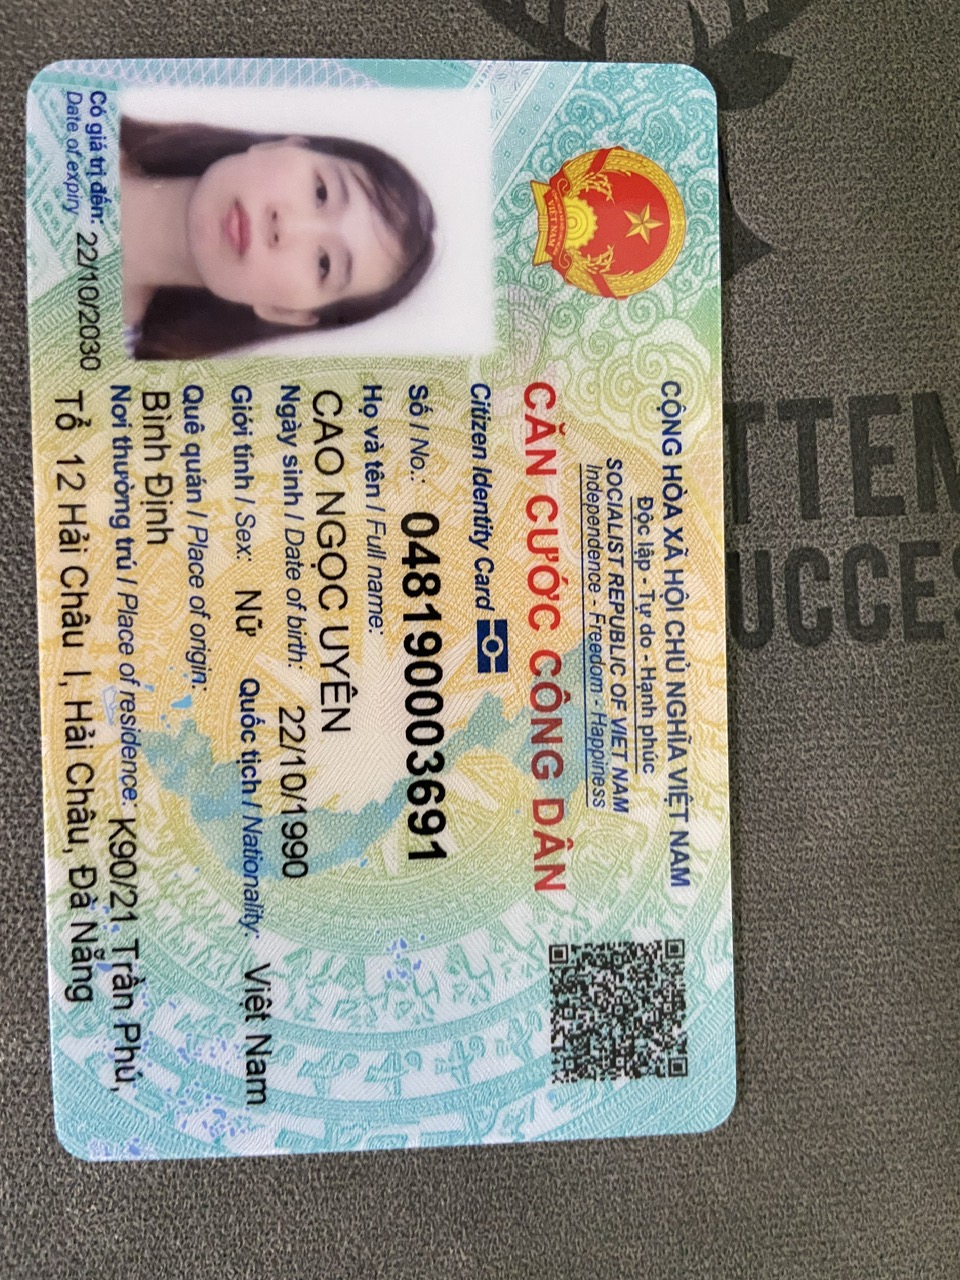 TTEN
UCCES
CỘNG HÒA XÃ HỘI CHỦ NGHĨA VIỆT NAM
Độc lập - Tự do - Hạnh phúc
SOCIALIST REPUBLIC OF VIET NAM
Independence - Freedom - Happiness
CĂN CƯỚC CÔNG DÂN
Citizen Identity Card
VIỆT NAM
Số / No.: 048190003691
Họ và tên / Full name:
CAO NGỌC UYÊN
Ngày sinh / Date of birth: 22/10/1990
Giới tính / Sex: Nữ Quốc tịch / Nationality: Việt Nam
Quê quán / Place of origin:
Bình Định
Nơi thường trú / Place of residence: K90/21 Trần Phú,
Tổ 12 Hải Châu I, Hải Châu, Đà Nẵng
Có giá trị đến: 22/10/2030
Date of expiry